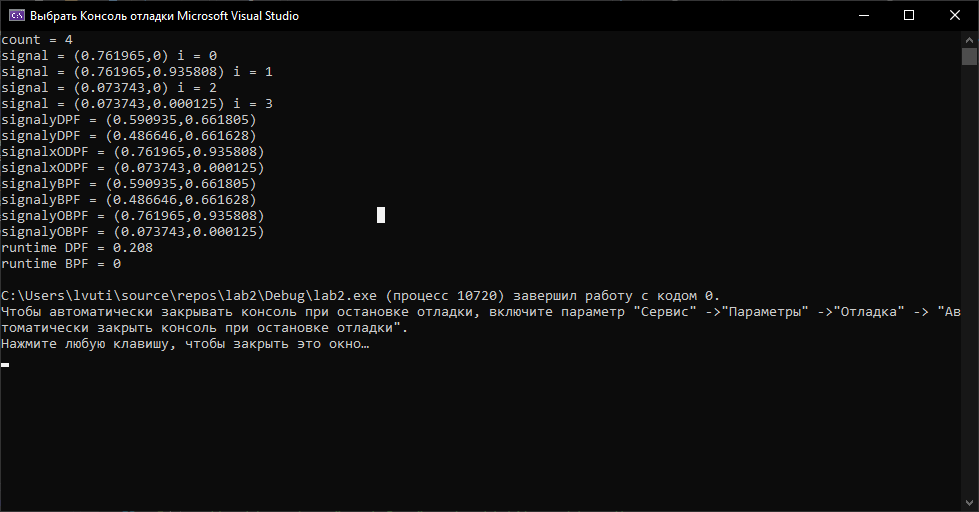 Выбрать Консоль отладки Microsoft Visual Studio
count = 4
signal = (0.761965,0) i = 0
signal = (0.761965,0.935808) i = 1
signal = (0.073743,0) i = 2
signal = (0.073743,0.000125) i = 3
signalyDPF = (0.590935,0.661805)
signalyDPF = (0.486646,0.661628)
signalxODPF = (0.761965,0.935808)
signalxODPF = (0.073743,0.000125)
signalyBPF = (0.590935,0.661805)
signalyBPF = (0.486646,0.661628)
signalyOBPF = (0.761965,0.935808)
signalyOBPF = (0.073743,0.000125)
runtime DPF = 0.208
runtime BPF = 0
C:\Users\lvuti\source\repos\lab2\Debug\lab2.exe (процесс 10720) завершил работу с кодом 0.
Чтобы автоматически закрывать консоль при остановке отладки, включите параметр "Сервис" ->"Параметры" ->"Отладка" -> "Ав
томатически закрыть консоль при остановке отладки".
Нажмите любую клавишу, чтобы закрыть это окно…